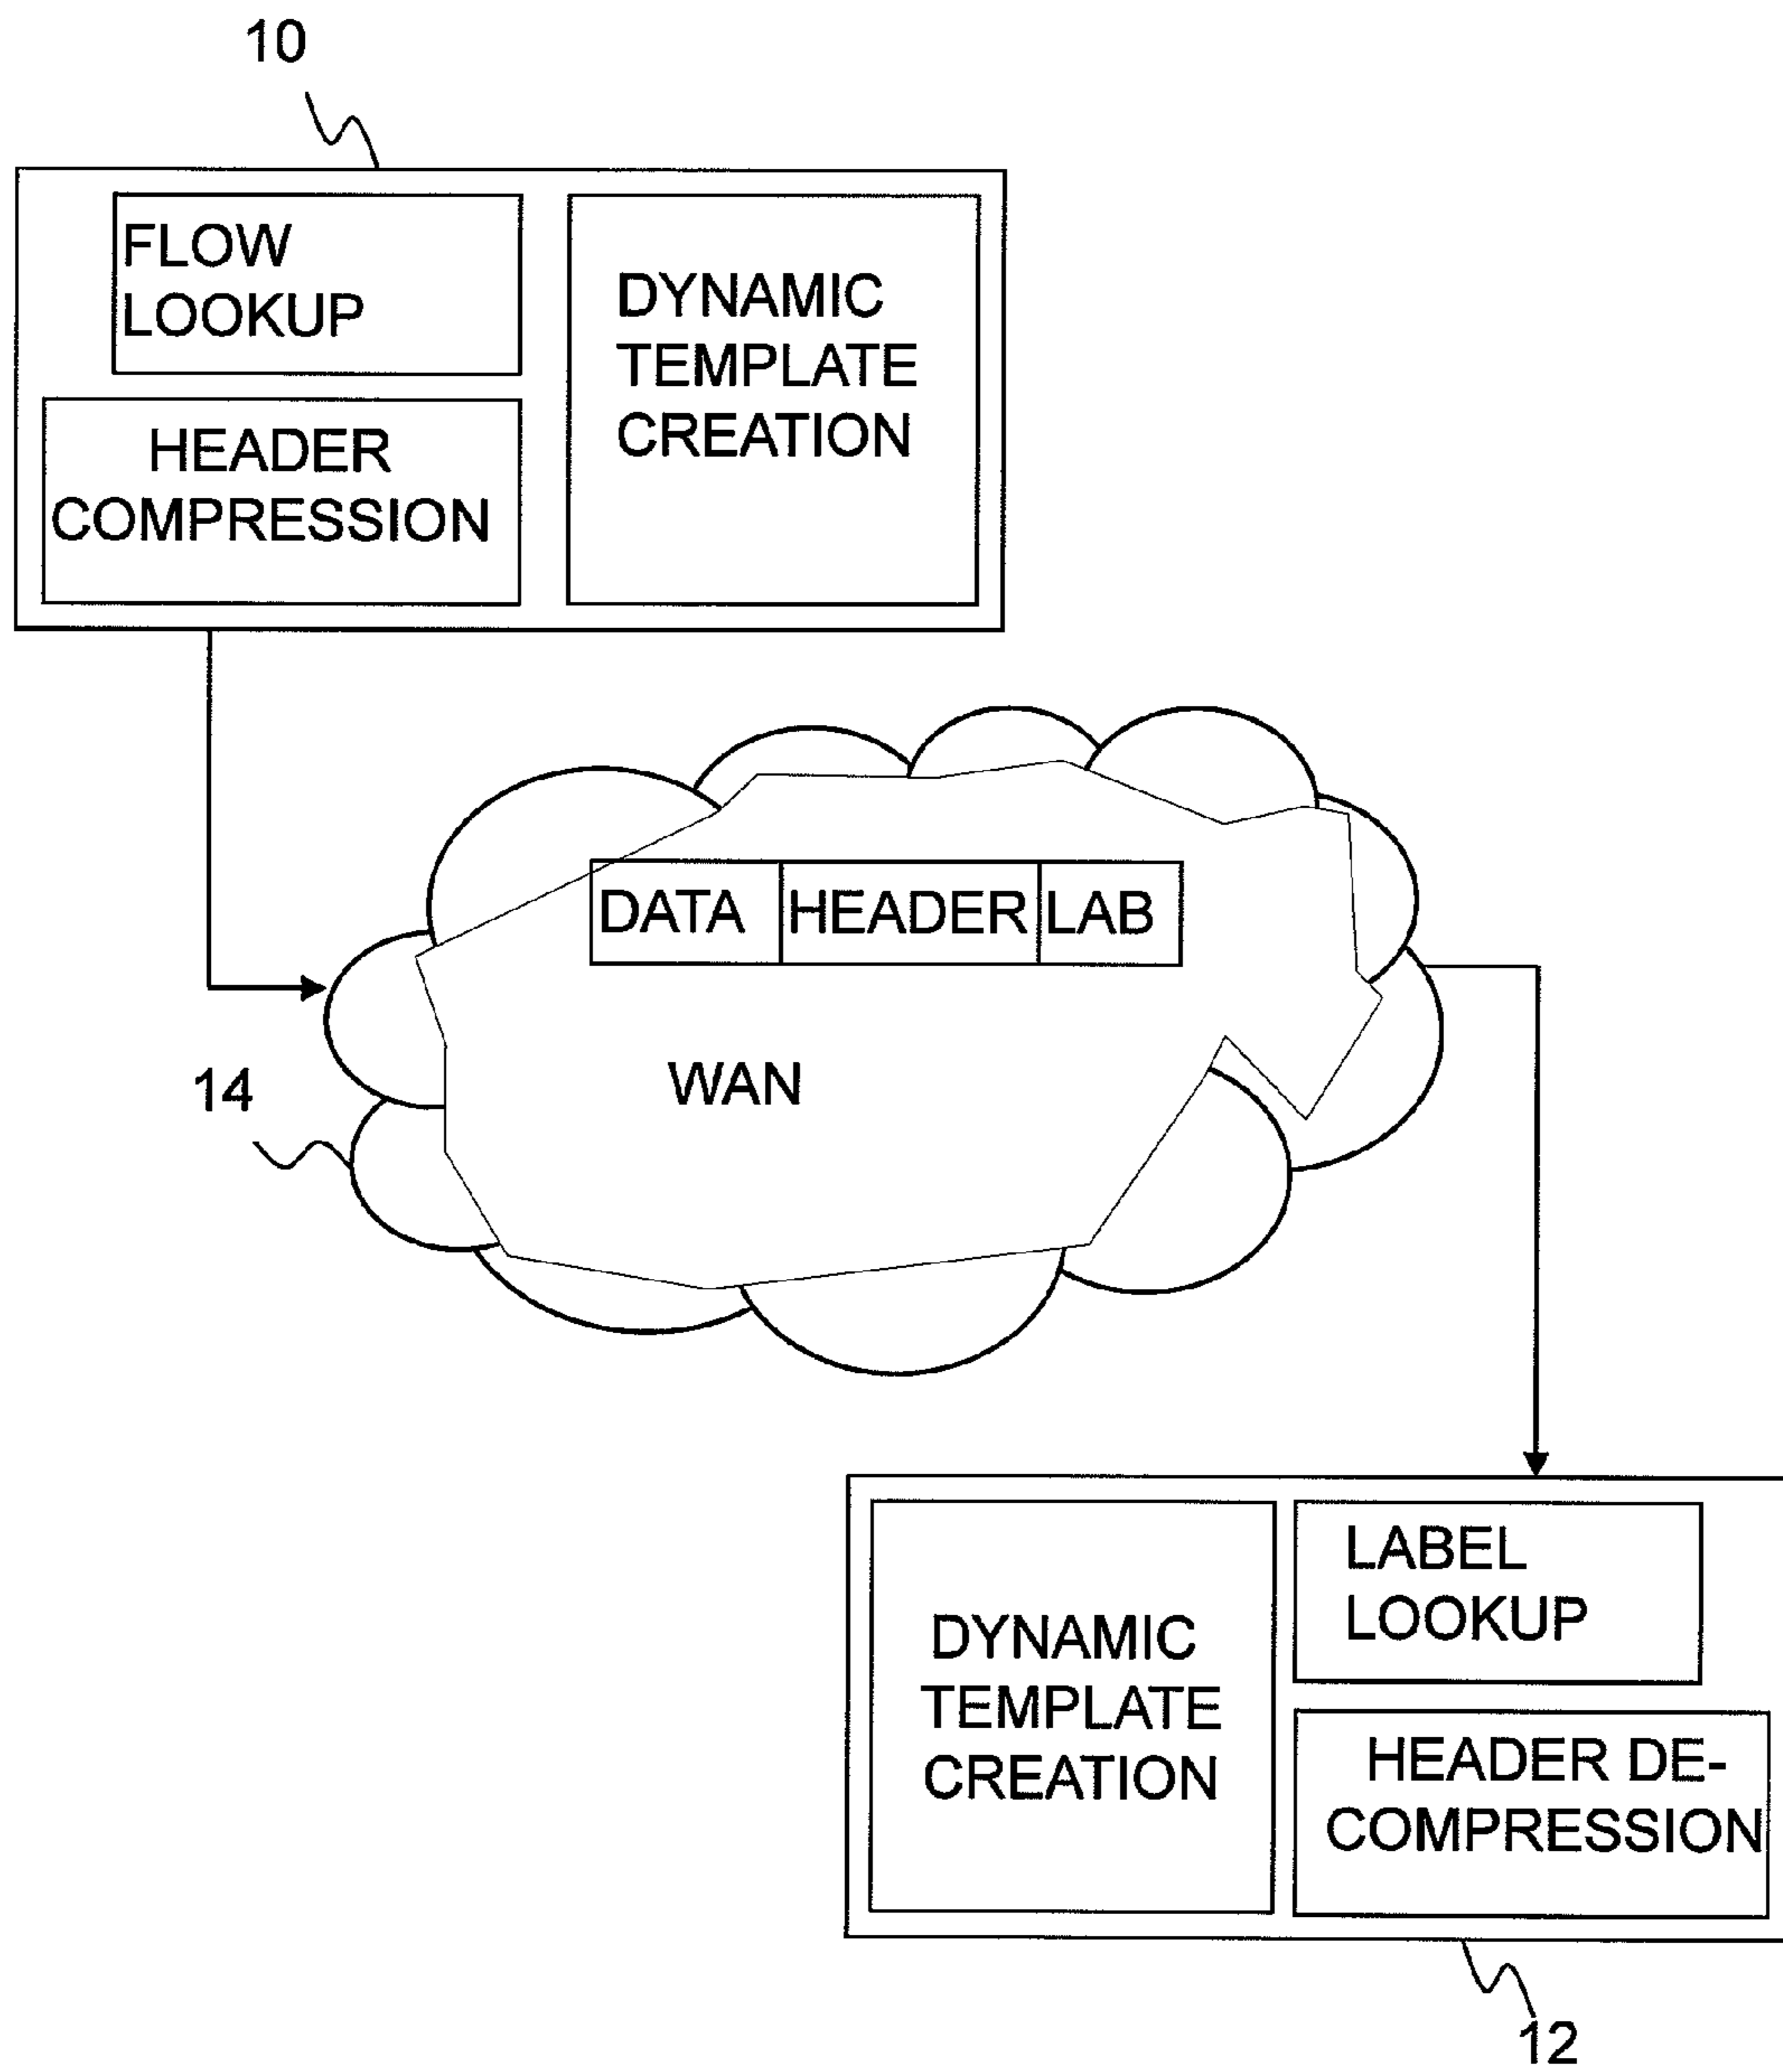 10
FLOW
LOOKUP
HEADER
COMPRESSION
DYNAMIC
TEMPLATE
CREATION
DATA HEADER LAB
WAN
14
DYNAMIC
TEMPLATE
CREATION
LABEL
LOOKUP
HEADER DE-
COMPRESSION
12